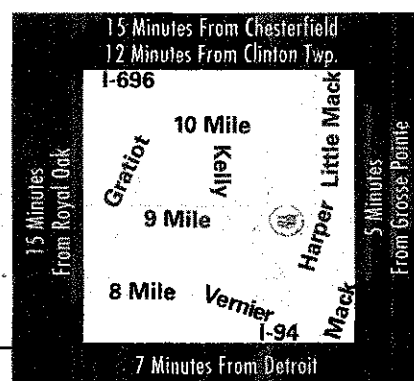 15 Minutes From Chesterfield
12 Minutes From Clinton Twp.
I-696
10 Mile
Little Mack
Gratiot
Kelly
15 Minutes
From Royal Oak
9 Mile
Harper
5 Minutes
From Grosse Pointe
8 Mile
Vernier
I-94
Mack
7 Minutes From Detroit